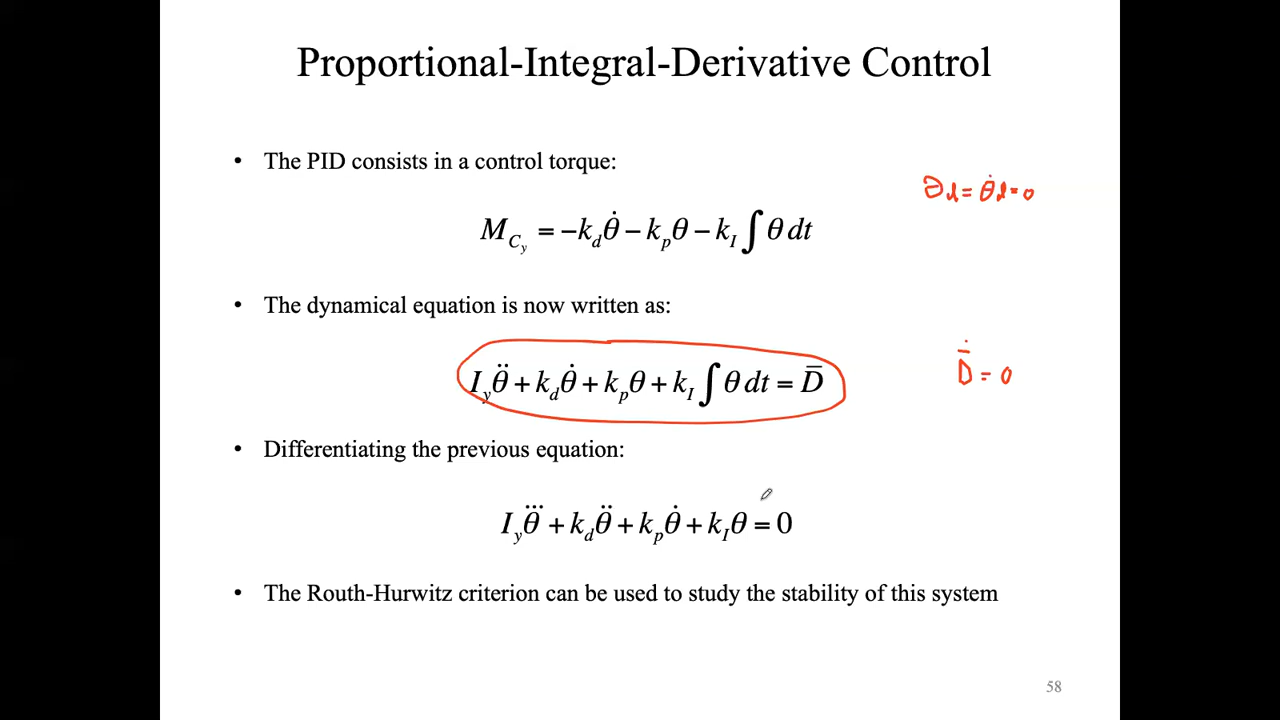 Proportional-Integral-Derivative Control
• The PID consists in a control torque:
θd = θ̇d = 0
M_{C_y} = −k_d θ̇ − k_p θ − k_I ∫ θ dt
• The dynamical equation is now written as:
I_y θ̈ + k_d θ̇ + k_p θ + k_I ∫ θ dt = D̄
D̄̇ = 0
• Differentiating the previous equation:
I_y θ⃛ + k_d θ̈ + k_p θ̇ + k_I θ = 0
• The Routh-Hurwitz criterion can be used to study the stability of this system
58